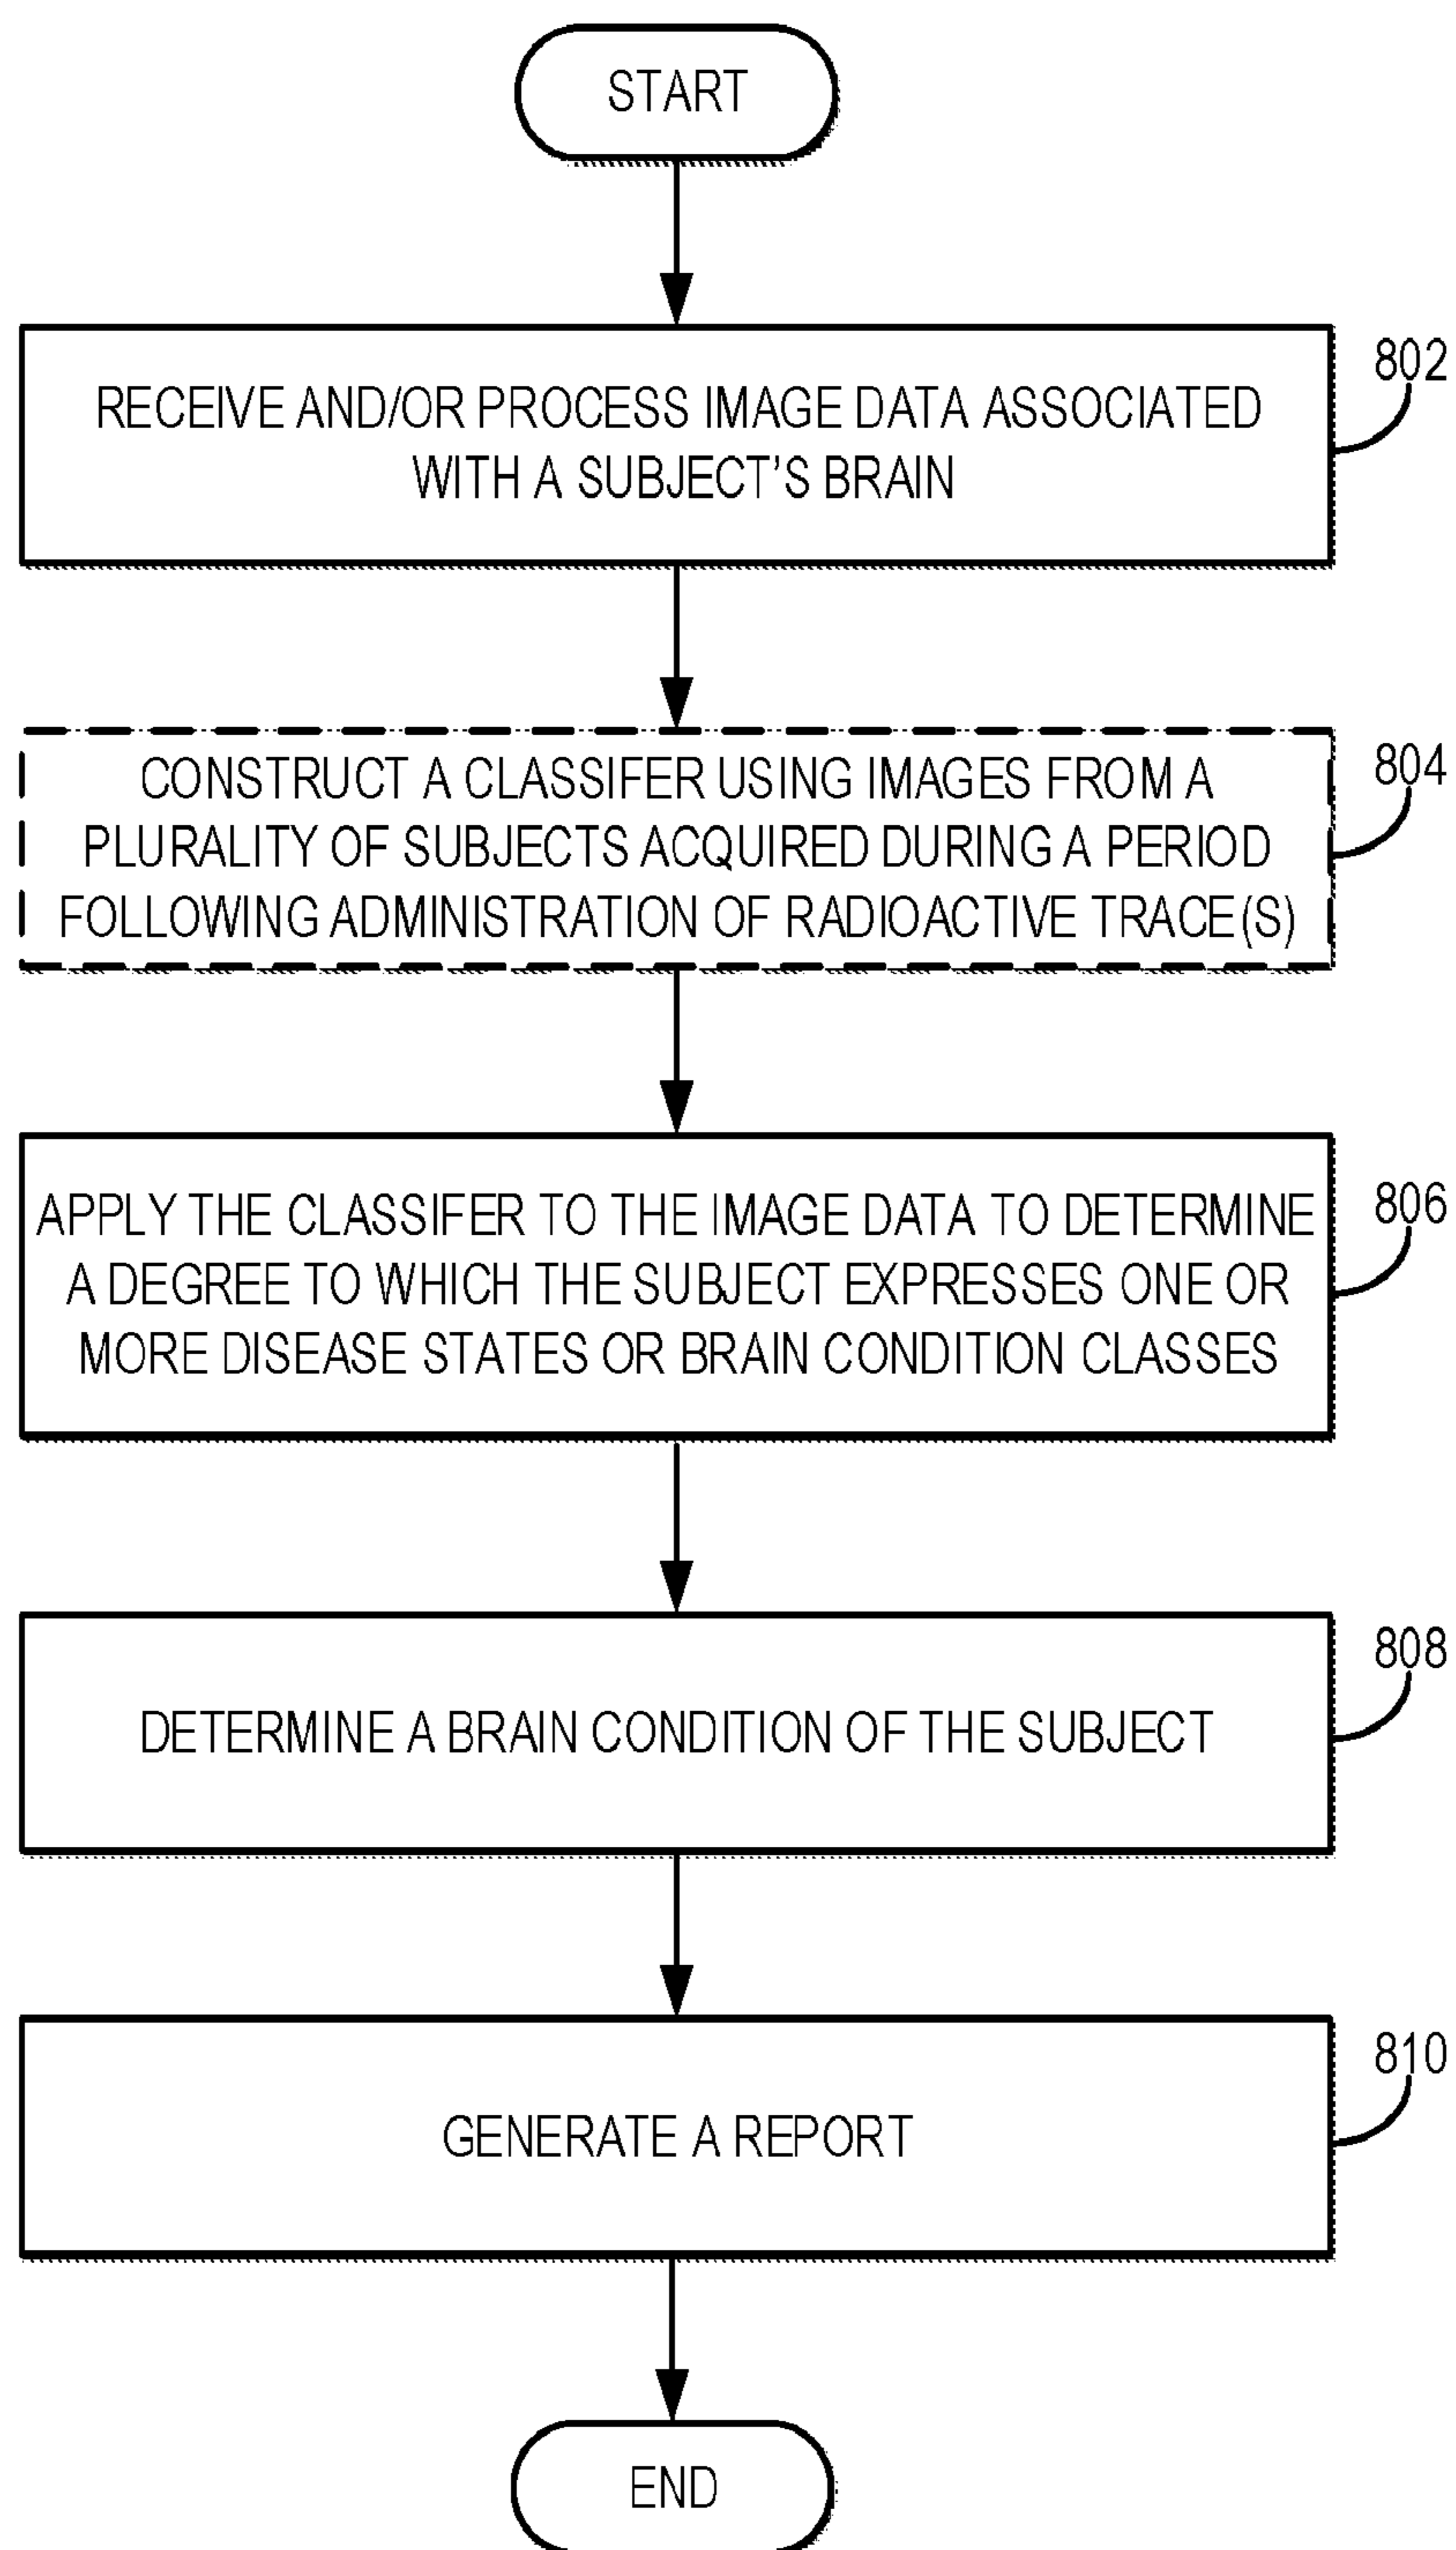 START
802
RECEIVE AND/OR PROCESS IMAGE DATA ASSOCIATED
WITH A SUBJECT'S BRAIN
804
CONSTRUCT A CLASSIFER USING IMAGES FROM A
PLURALITY OF SUBJECTS ACQUIRED DURING A PERIOD
FOLLOWING ADMINISTRATION OF RADIOACTIVE TRACE(S)
806
APPLY THE CLASSIFER TO THE IMAGE DATA TO DETERMINE
A DEGREE TO WHICH THE SUBJECT EXPRESSES ONE OR
MORE DISEASE STATES OR BRAIN CONDITION CLASSES
808
DETERMINE A BRAIN CONDITION OF THE SUBJECT
810
GENERATE A REPORT
END